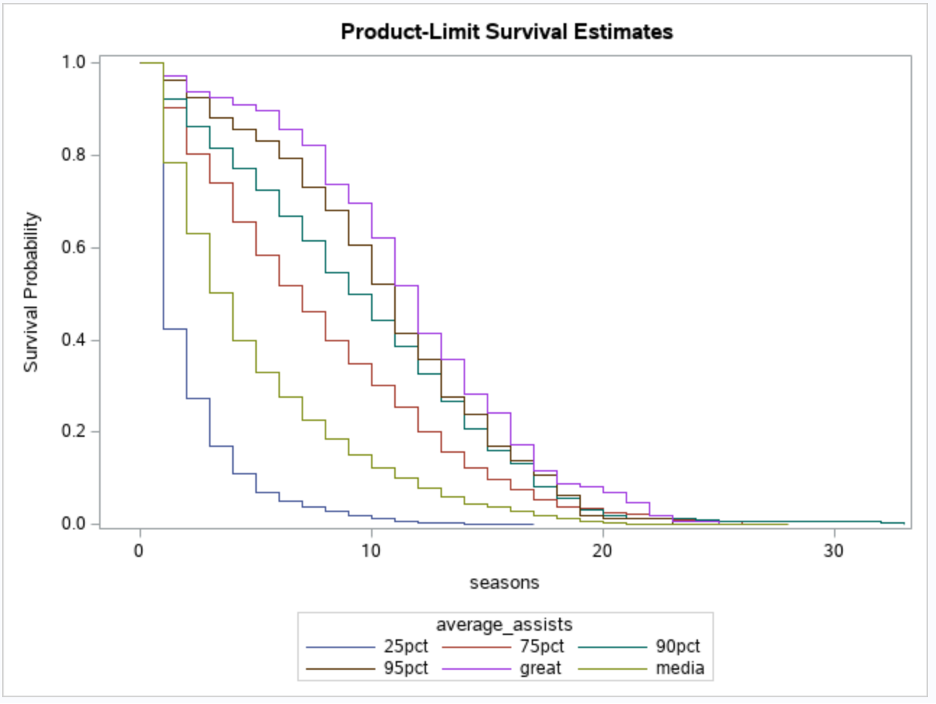 Product-Limit Survival Estimates
1.0
0.8
0.6
0.4
0.2
0.0
Survival Probability
0 10 20 30
seasons
average_assists
25pct 75pct 90pct
95pct great media